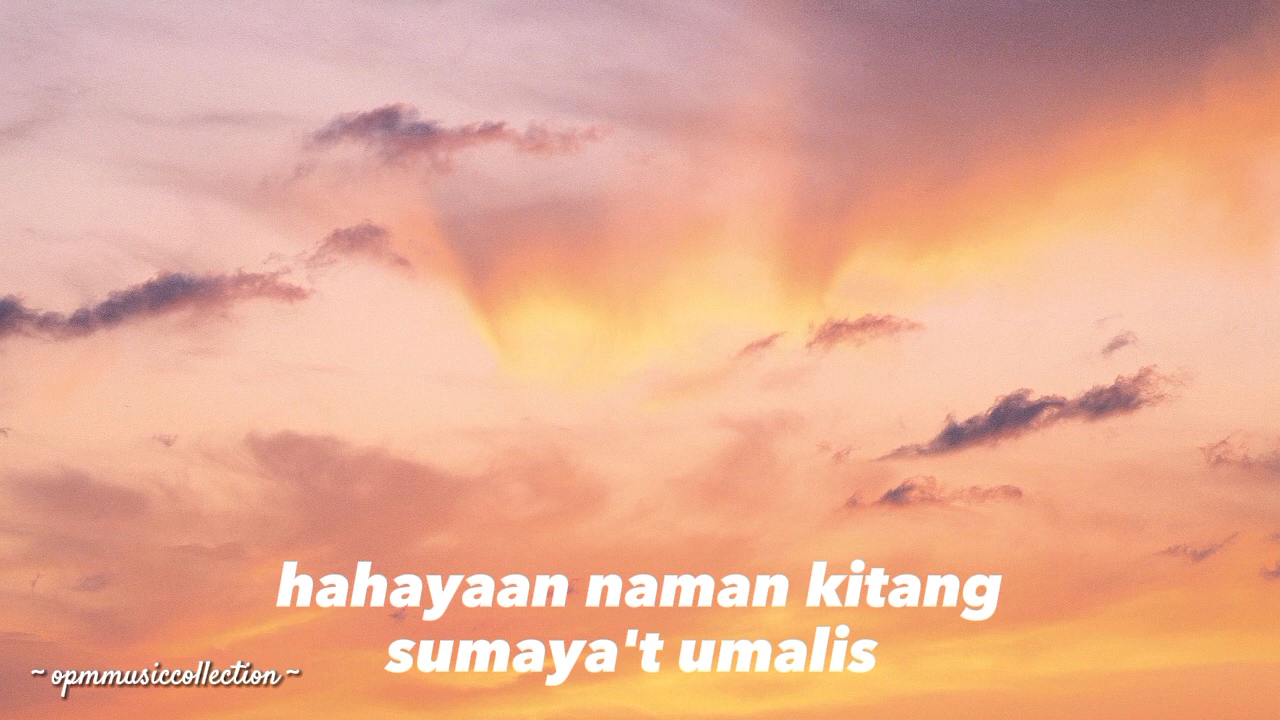 hahayaan naman kitang
sumaya't umalis
~ opmmusiccollection ~